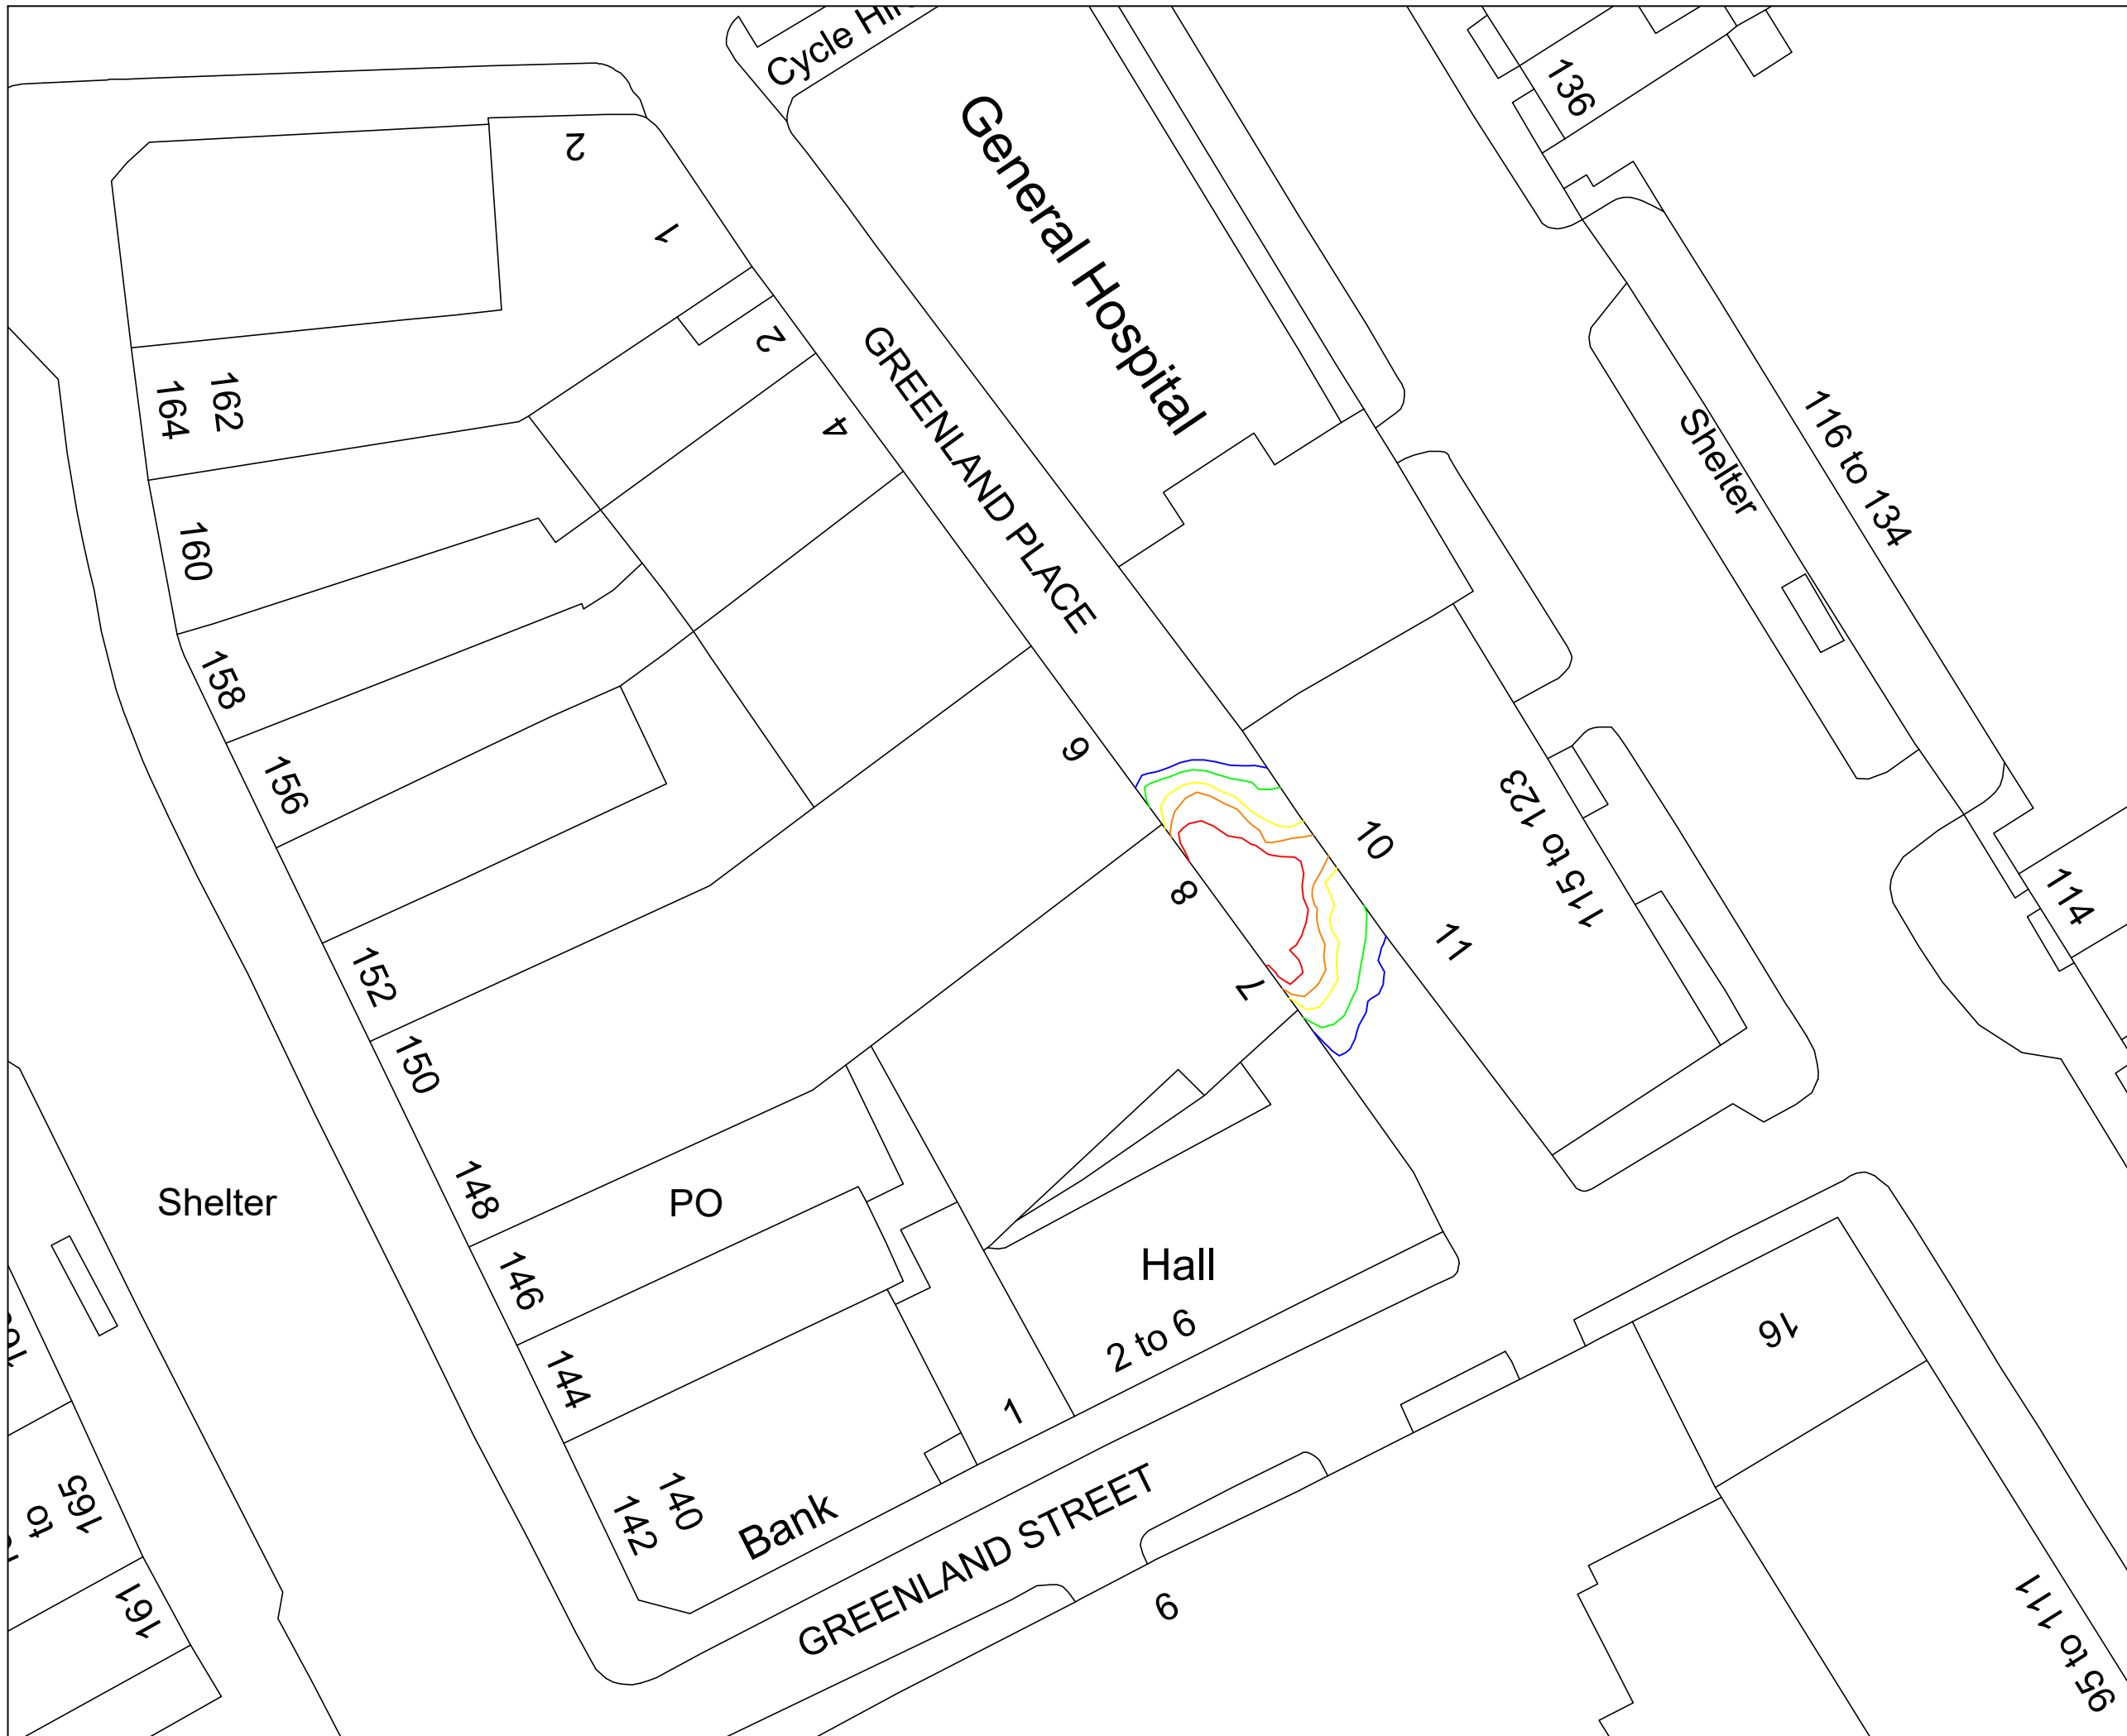 Cycle Hi
136
General Hospital
2
1
GREENLAND PLACE
2
4
162
164
Shelter
116 to 134
160
158
156
9
10
115 to 123
8
11
114
152
7
150
148
PO
Shelter
146
Hall
2 to 6
16
144
1
140
142
Bank
GREENLAND STREET
165
to
161
6
95 to 111